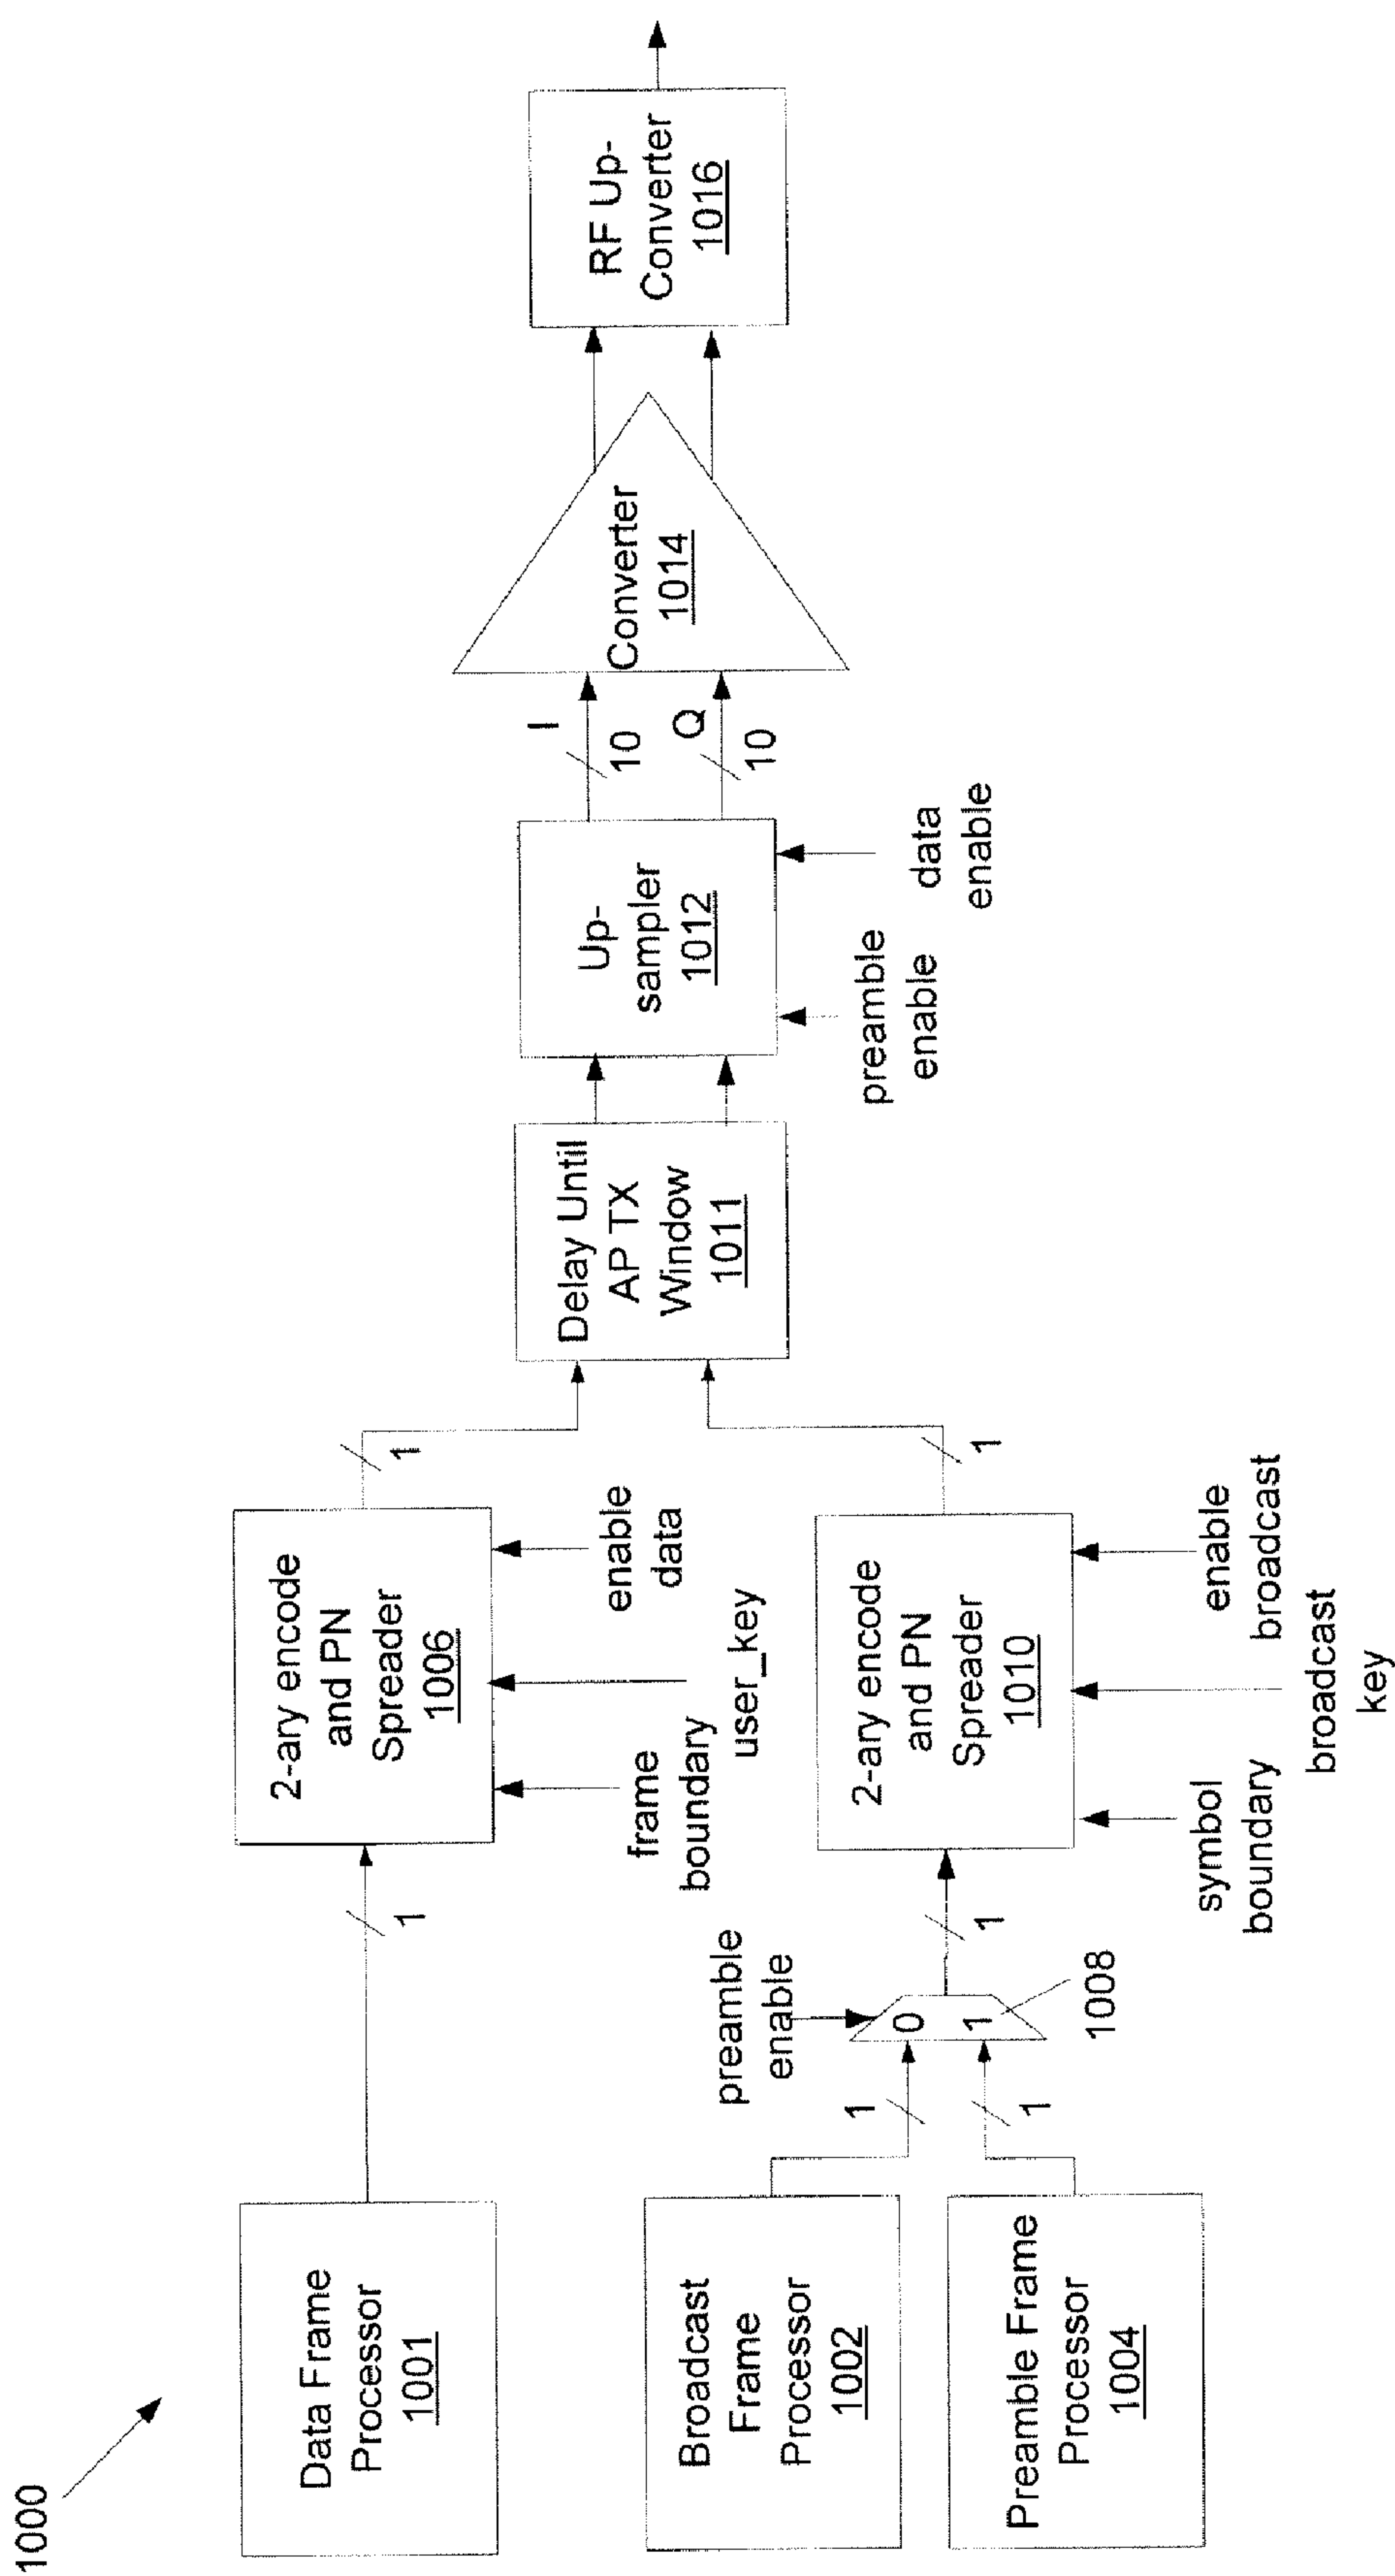 1000
Data Frame
Processor
1001
1
2-ary encode
and PN
Spreader
1006
frame
boundary
user_key
enable
data
1
Broadcast
Frame
Processor
1002
1
Preamble Frame
Processor
1004
1
preamble
enable
0
1
1008
1
2-ary encode
and PN
Spreader
1010
symbol
boundary
broadcast
key
enable
broadcast
1
Delay Until
AP TX
Window
1011
Up-
sampler
1012
preamble
enable
data
enable
I
10
Q
10
Converter
1014
RF Up-
Converter
1016